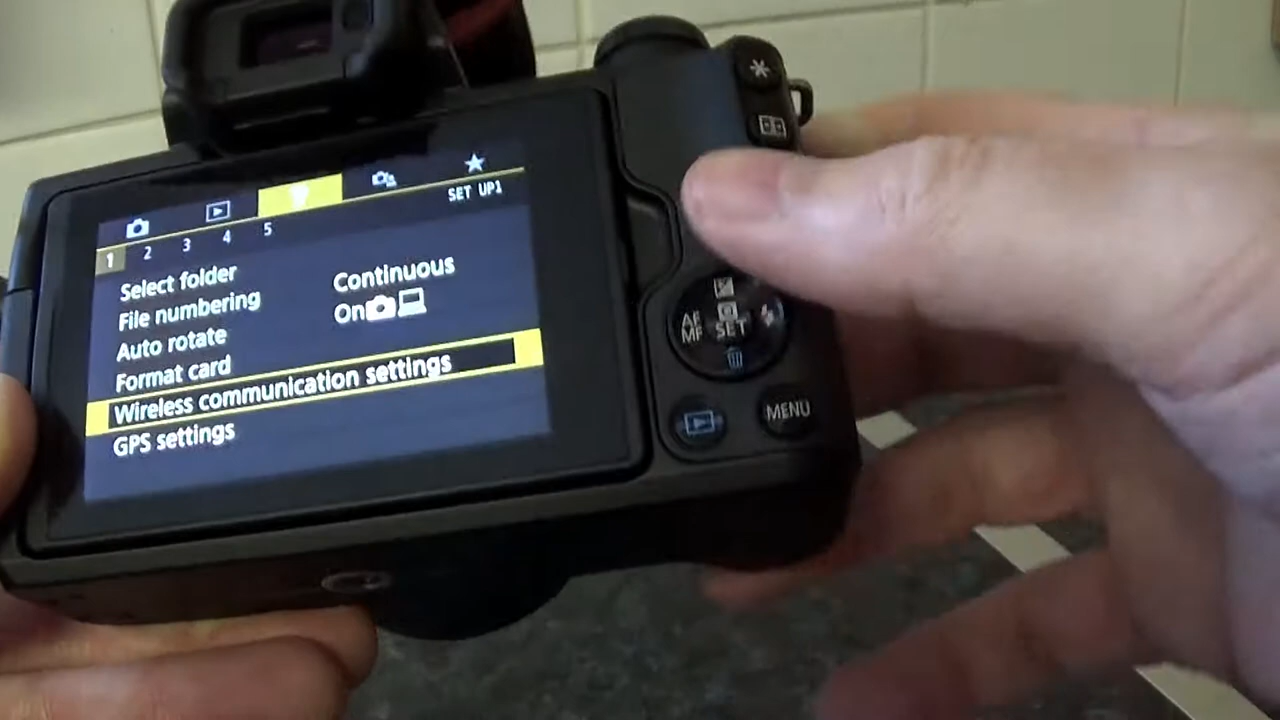 SET UP1
1 2 3 4 5
Select folder
File numbering Continuous
Auto rotate On
Format card
Wireless communication settings
GPS settings
AF
MF
SET
MENU